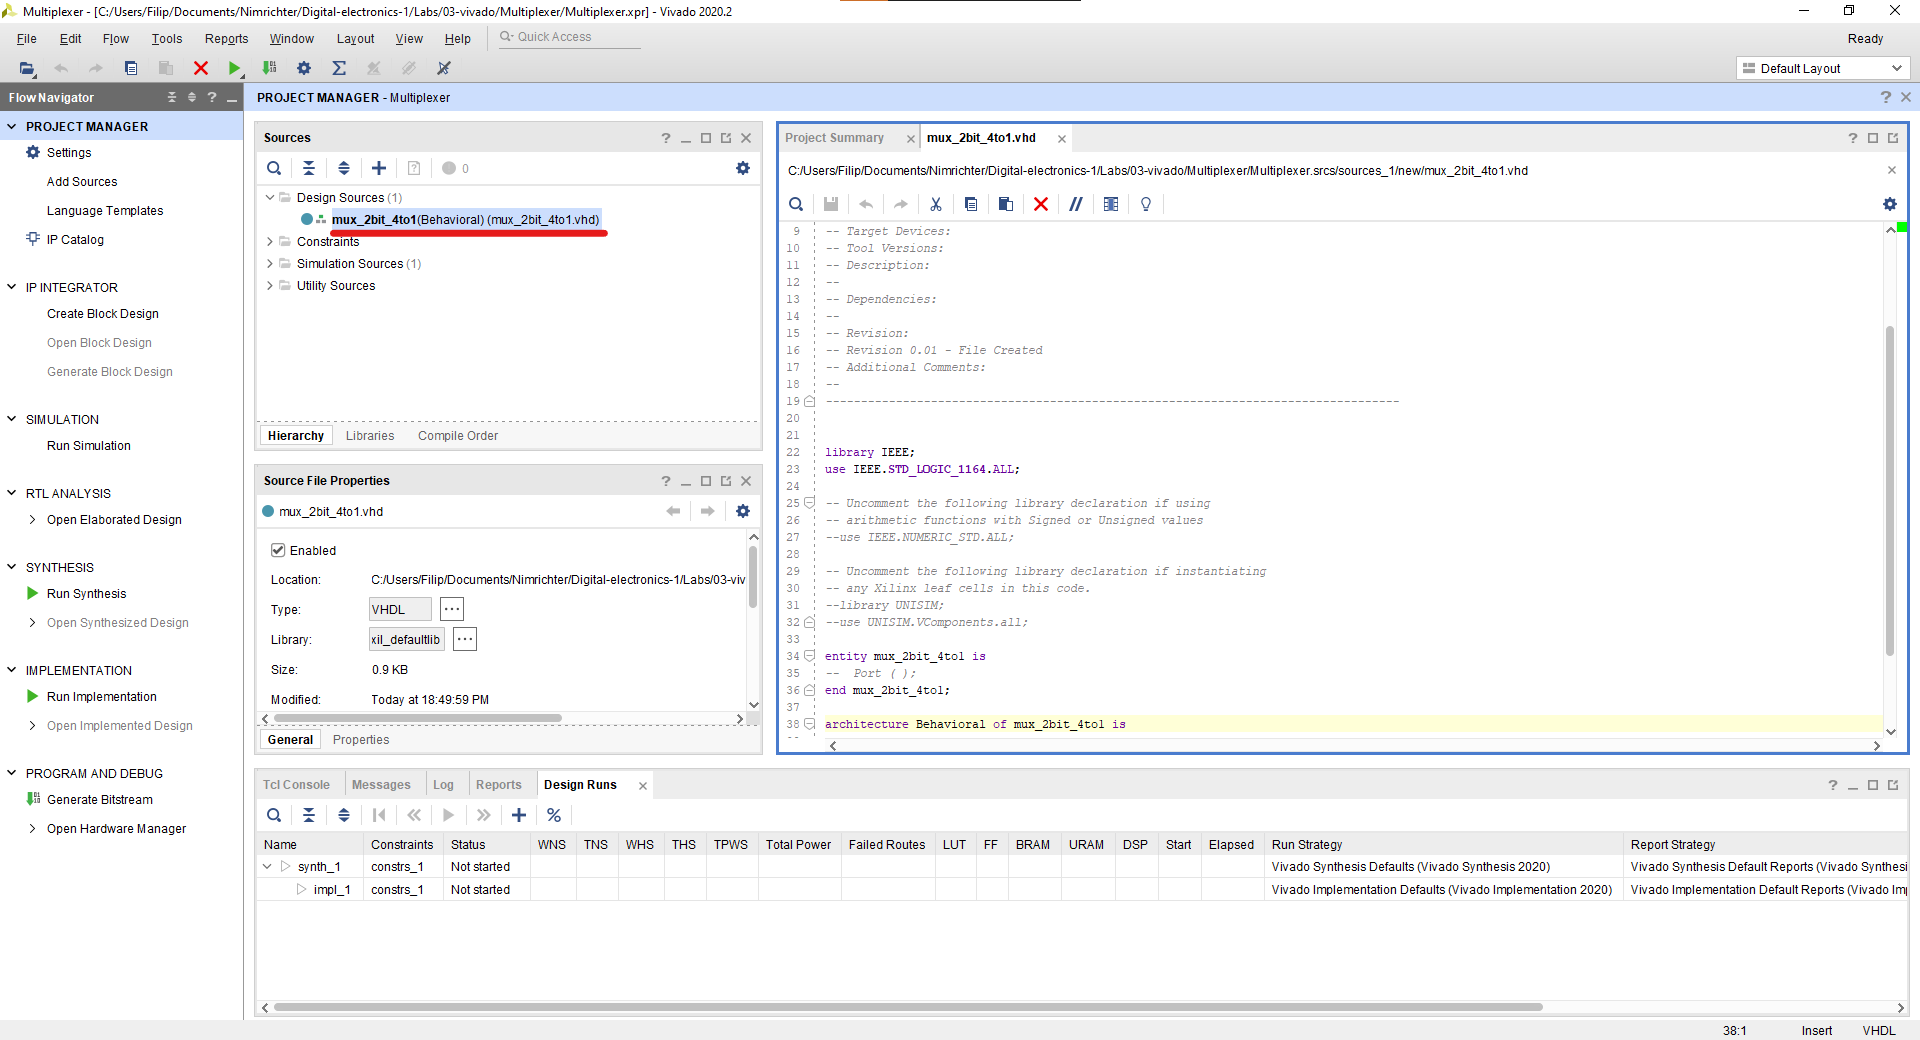 Multiplexer - [C:/Users/Filip/Documents/Nimrichter/Digital-electronics-1/Labs/03-vivado/Multiplexer/Multiplexer.xpr] - Vivado 2020.2
File Edit Flow Tools Reports Window Layout View Help Quick Access
Ready
Default Layout
Flow Navigator
PROJECT MANAGER
Settings
Add Sources
Language Templates
IP Catalog
IP INTEGRATOR
Create Block Design
Open Block Design
Generate Block Design
SIMULATION
Run Simulation
RTL ANALYSIS
Open Elaborated Design
SYNTHESIS
Run Synthesis
Open Synthesized Design
IMPLEMENTATION
Run Implementation
Open Implemented Design
PROGRAM AND DEBUG
Generate Bitstream
Open Hardware Manager
PROJECT MANAGER - Multiplexer
Sources
0
Design Sources (1)
mux_2bit_4to1(Behavioral) (mux_2bit_4to1.vhd)
Constraints
Simulation Sources (1)
Utility Sources
Hierarchy Libraries Compile Order
Source File Properties
mux_2bit_4to1.vhd
Enabled
Location: C:/Users/Filip/Documents/Nimrichter/Digital-electronics-1/Labs/03-viv
Type: VHDL ...
Library: xil_defaultlib ...
Size: 0.9 KB
Modified: Today at 18:49:59 PM
General Properties
Project Summary mux_2bit_4to1.vhd
C:/Users/Filip/Documents/Nimrichter/Digital-electronics-1/Labs/03-vivado/Multiplexer/Multiplexer.srcs/sources_1/new/mux_2bit_4to1.vhd
9 -- Target Devices:
10 -- Tool Versions:
11 -- Description:
12 --
13 -- Dependencies:
14 --
15 -- Revision:
16 -- Revision 0.01 - File Created
17 -- Additional Comments:
18 --
19 ----------------------------------------------------------------------------------
20
21
22 library IEEE;
23 use IEEE.STD_LOGIC_1164.ALL;
24
25 -- Uncomment the following library declaration if using
26 -- arithmetic functions with Signed or Unsigned values
27 --use IEEE.NUMERIC_STD.ALL;
28
29 -- Uncomment the following library declaration if instantiating
30 -- any Xilinx leaf cells in this code.
31 --library UNISIM;
32 --use UNISIM.VComponents.all;
33
34 entity mux_2bit_4to1 is
35 -- Port ( );
36 end mux_2bit_4to1;
37
38 architecture Behavioral of mux_2bit_4to1 is
Tcl Console Messages Log Reports Design Runs
Name Constraints Status WNS TNS WHS THS TPWS Total Power Failed Routes LUT FF BRAM URAM DSP Start Elapsed Run Strategy Report Strategy
synth_1 constrs_1 Not started Vivado Synthesis Defaults (Vivado Synthesis 2020) Vivado Synthesis Default Reports (Vivado Synthesi
impl_1 constrs_1 Not started Vivado Implementation Defaults (Vivado Implementation 2020) Vivado Implementation Default Reports (Vivado Im
38:1 Insert VHDL